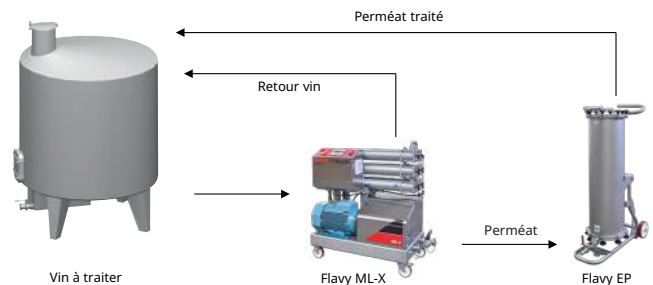 Perméat traité
Retour vin
Perméat
Vin à traiter
Flavy ML-X
Flavy EP